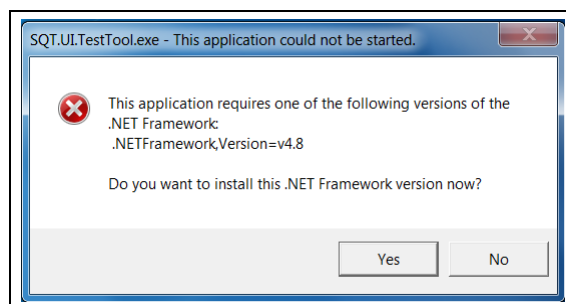 SQT.UI.TestTool.exe - This application could not be started.
This application requires one of the following versions of the
.NET Framework:
.NETFramework,Version=v4.8
Do you want to install this .NET Framework version now?
Yes
No